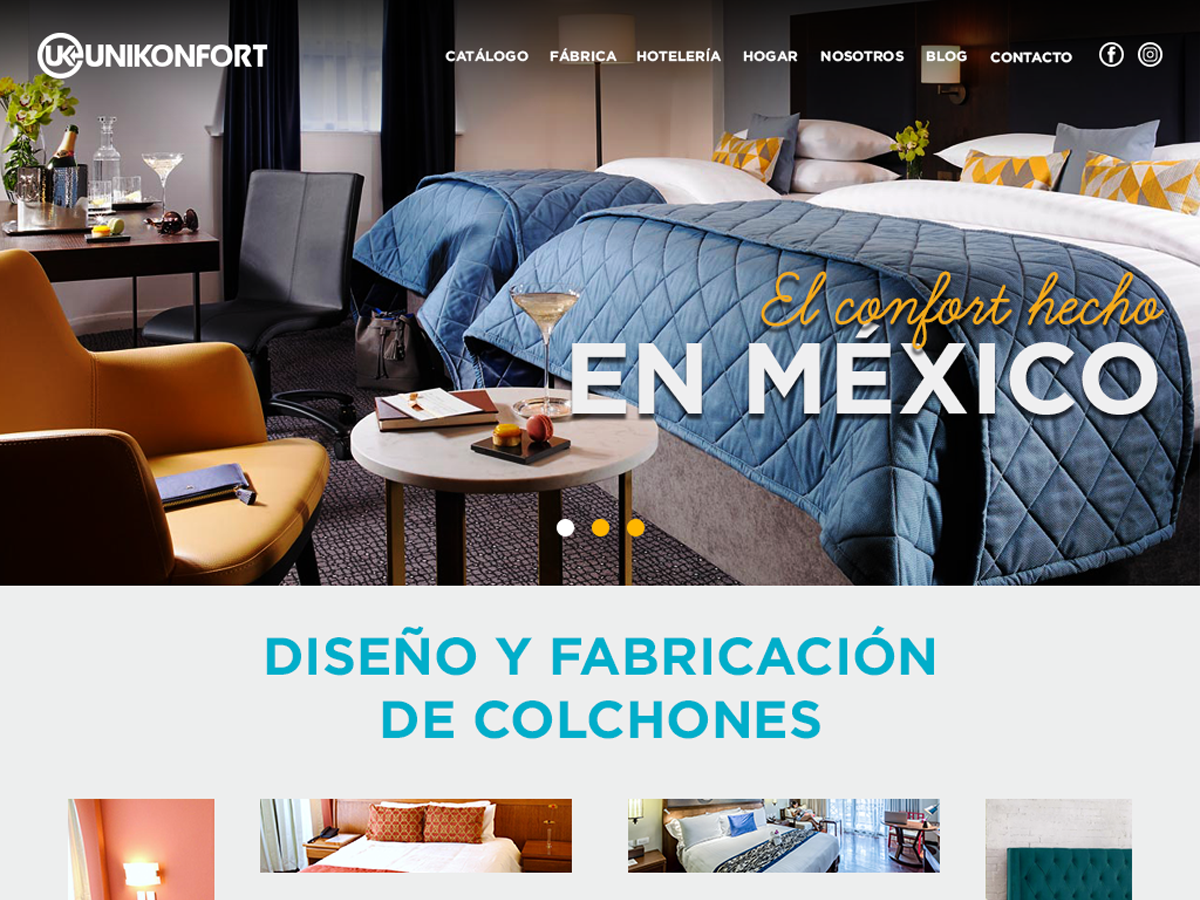 UK UNIKONFORT
CATÁLOGO FÁBRICA HOTELERÍA HOGAR NOSOTROS BLOG CONTACTO
El confort hecho
EN MÉXICO
DISEÑO Y FABRICACIÓN
DE COLCHONES